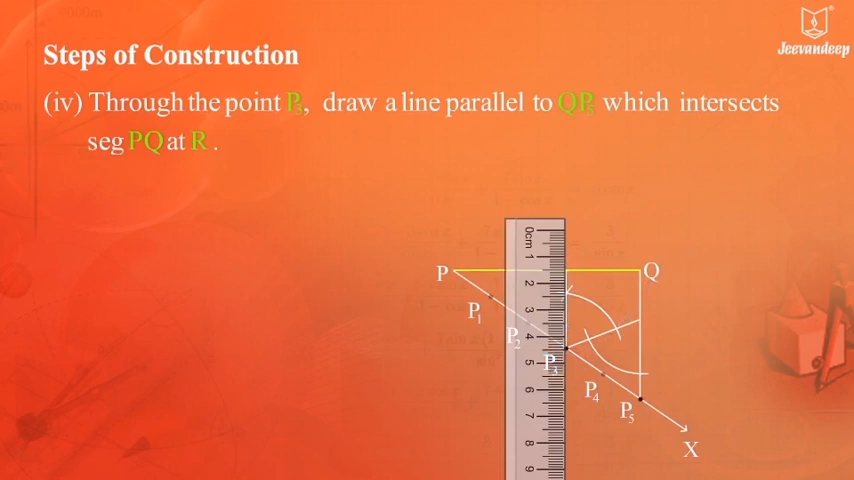 Jeevandeep
Steps of Construction
(iv) Through the point P₃, draw a line parallel to QP₅ which intersects
seg PQ at R .
0cm
1
2
3
4
5
6
7
8
9
P
Q
P₁
P₂
P₃
P₄
P₅
X